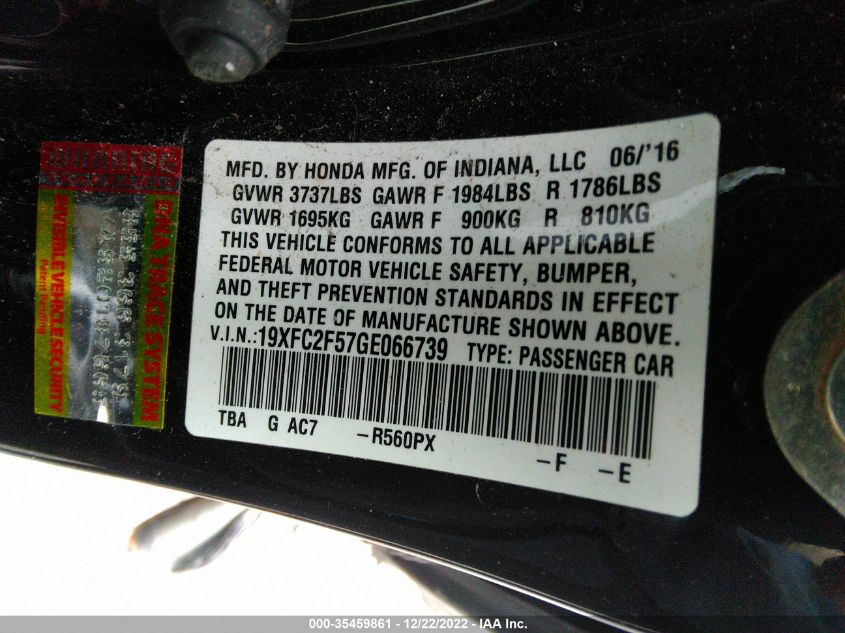 MFD. BY HONDA MFG. OF INDIANA, LLC 06/'16
GVWR 3737LBS GAWR F 1984LBS R 1786LBS
GVWR 1695KG GAWR F 900KG R 810KG
THIS VEHICLE CONFORMS TO ALL APPLICABLE
FEDERAL MOTOR VEHICLE SAFETY, BUMPER,
AND THEFT PREVENTION STANDARDS IN EFFECT
ON THE DATE OF MANUFACTURE SHOWN ABOVE.
V.I.N.:19XFC2F57GE066739 TYPE: PASSENGER CAR
TBA G AC7 -R560PX
-F -E
DNA TRACK SYSTEM
INVISIBLE VEHICLE SECURITY
Patent Pending
000-35459861 - 12/22/2022 - IAA Inc.